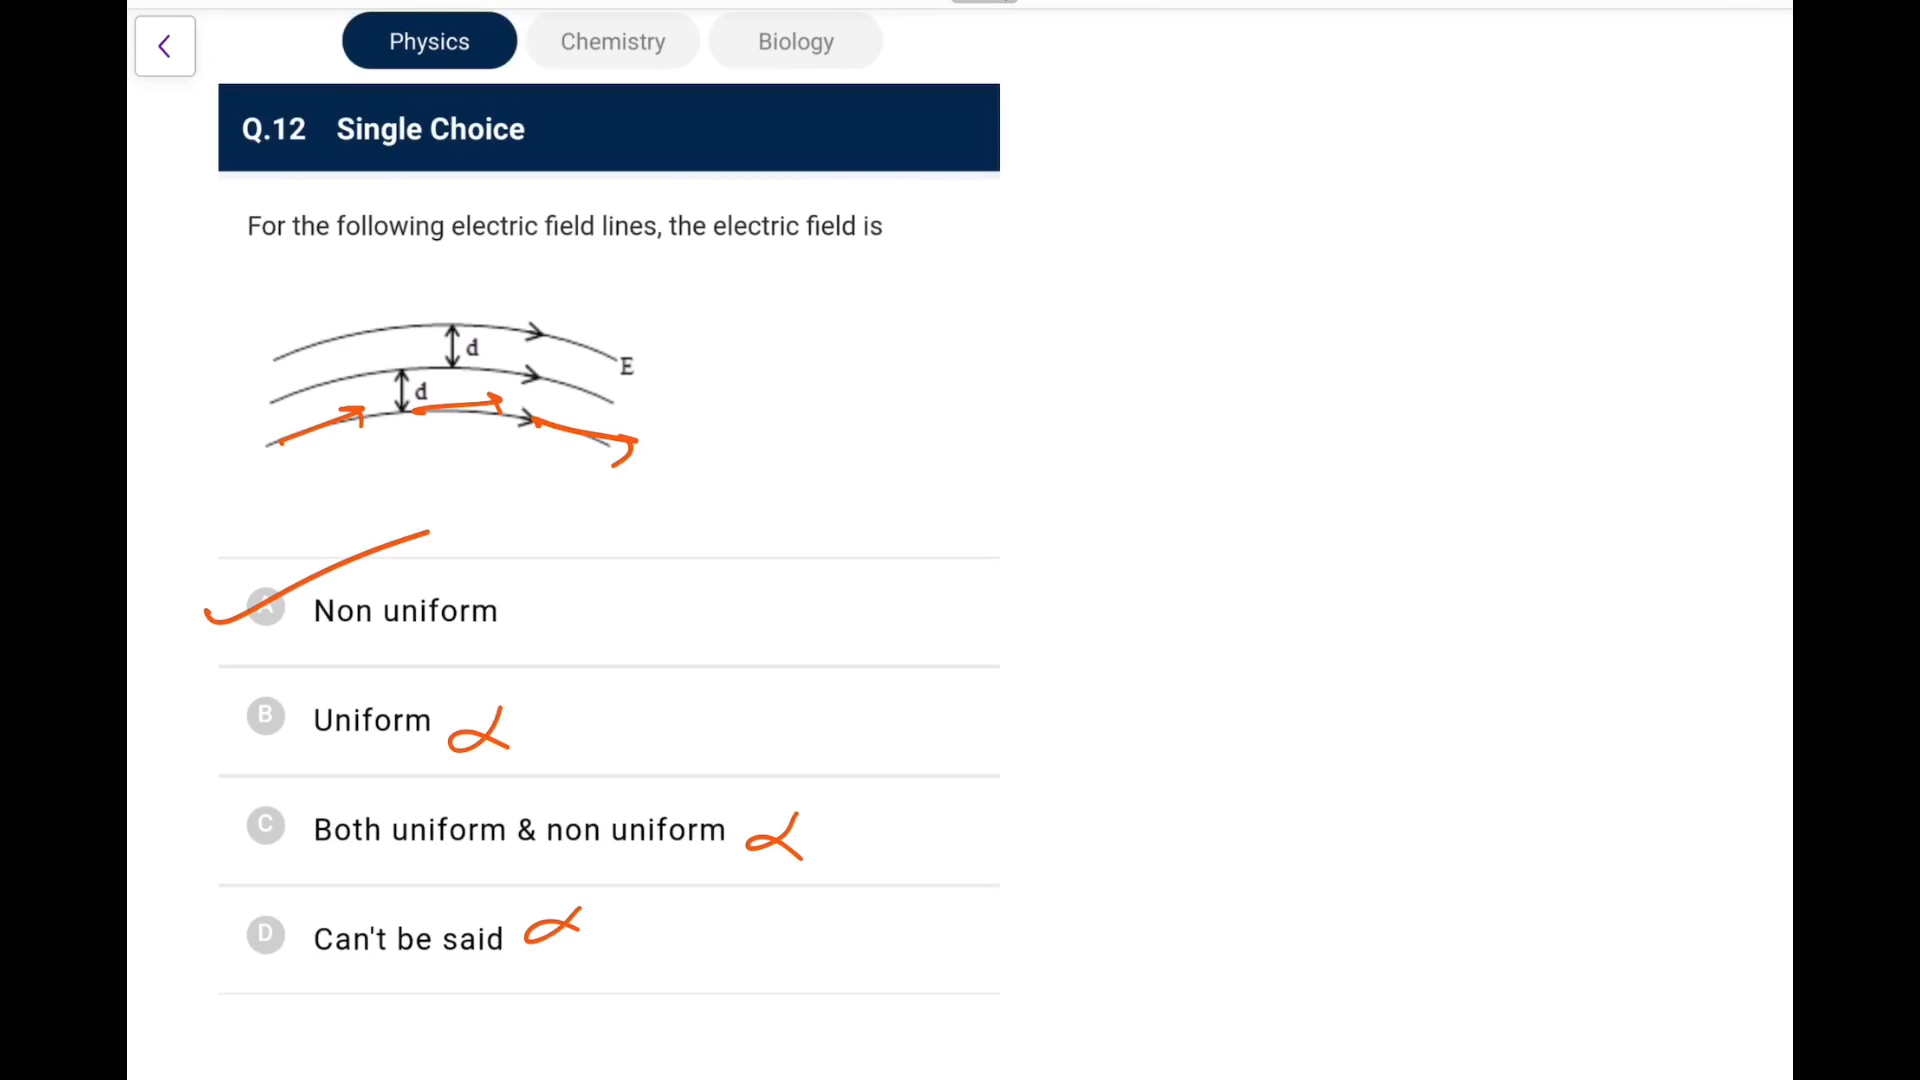 Physics
Chemistry
Biology
Q.12 Single Choice
For the following electric field lines, the electric field is
d
E
d
A Non uniform
B Uniform
C Both uniform & non uniform
D Can't be said